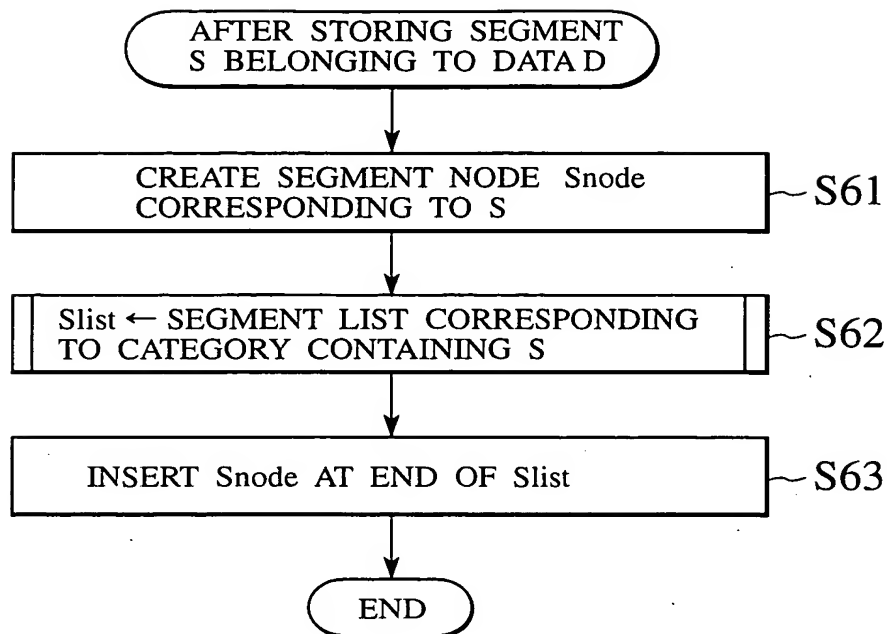 AFTER STORING SEGMENT
S BELONGING TO DATA D
CREATE SEGMENT NODE Snode
CORRESPONDING TO S
S61
Slist ← SEGMENT LIST CORRESPONDING
TO CATEGORY CONTAINING S
S62
INSERT Snode AT END OF Slist
S63
END